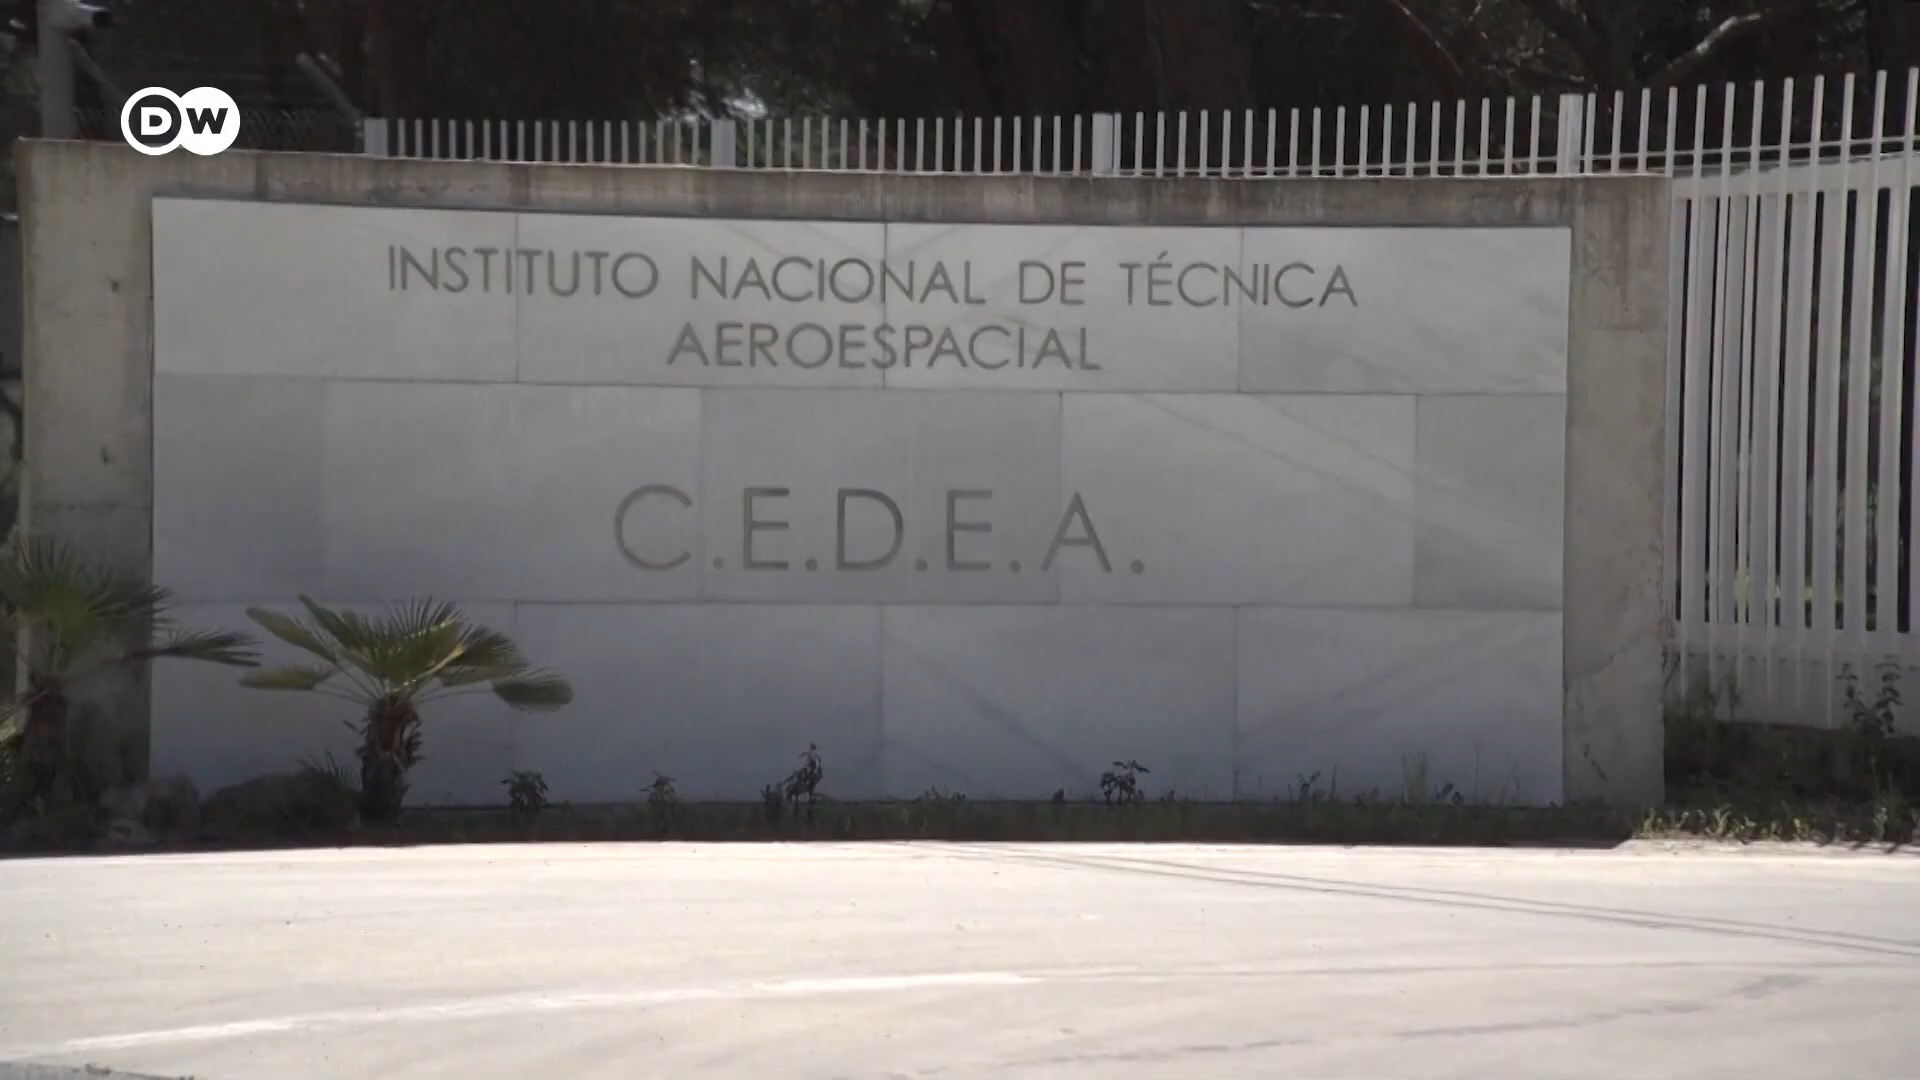 DW
INSTITUTO NACIONAL DE TÉCNICA
AEROESPACIAL
C.E.D.E.A.